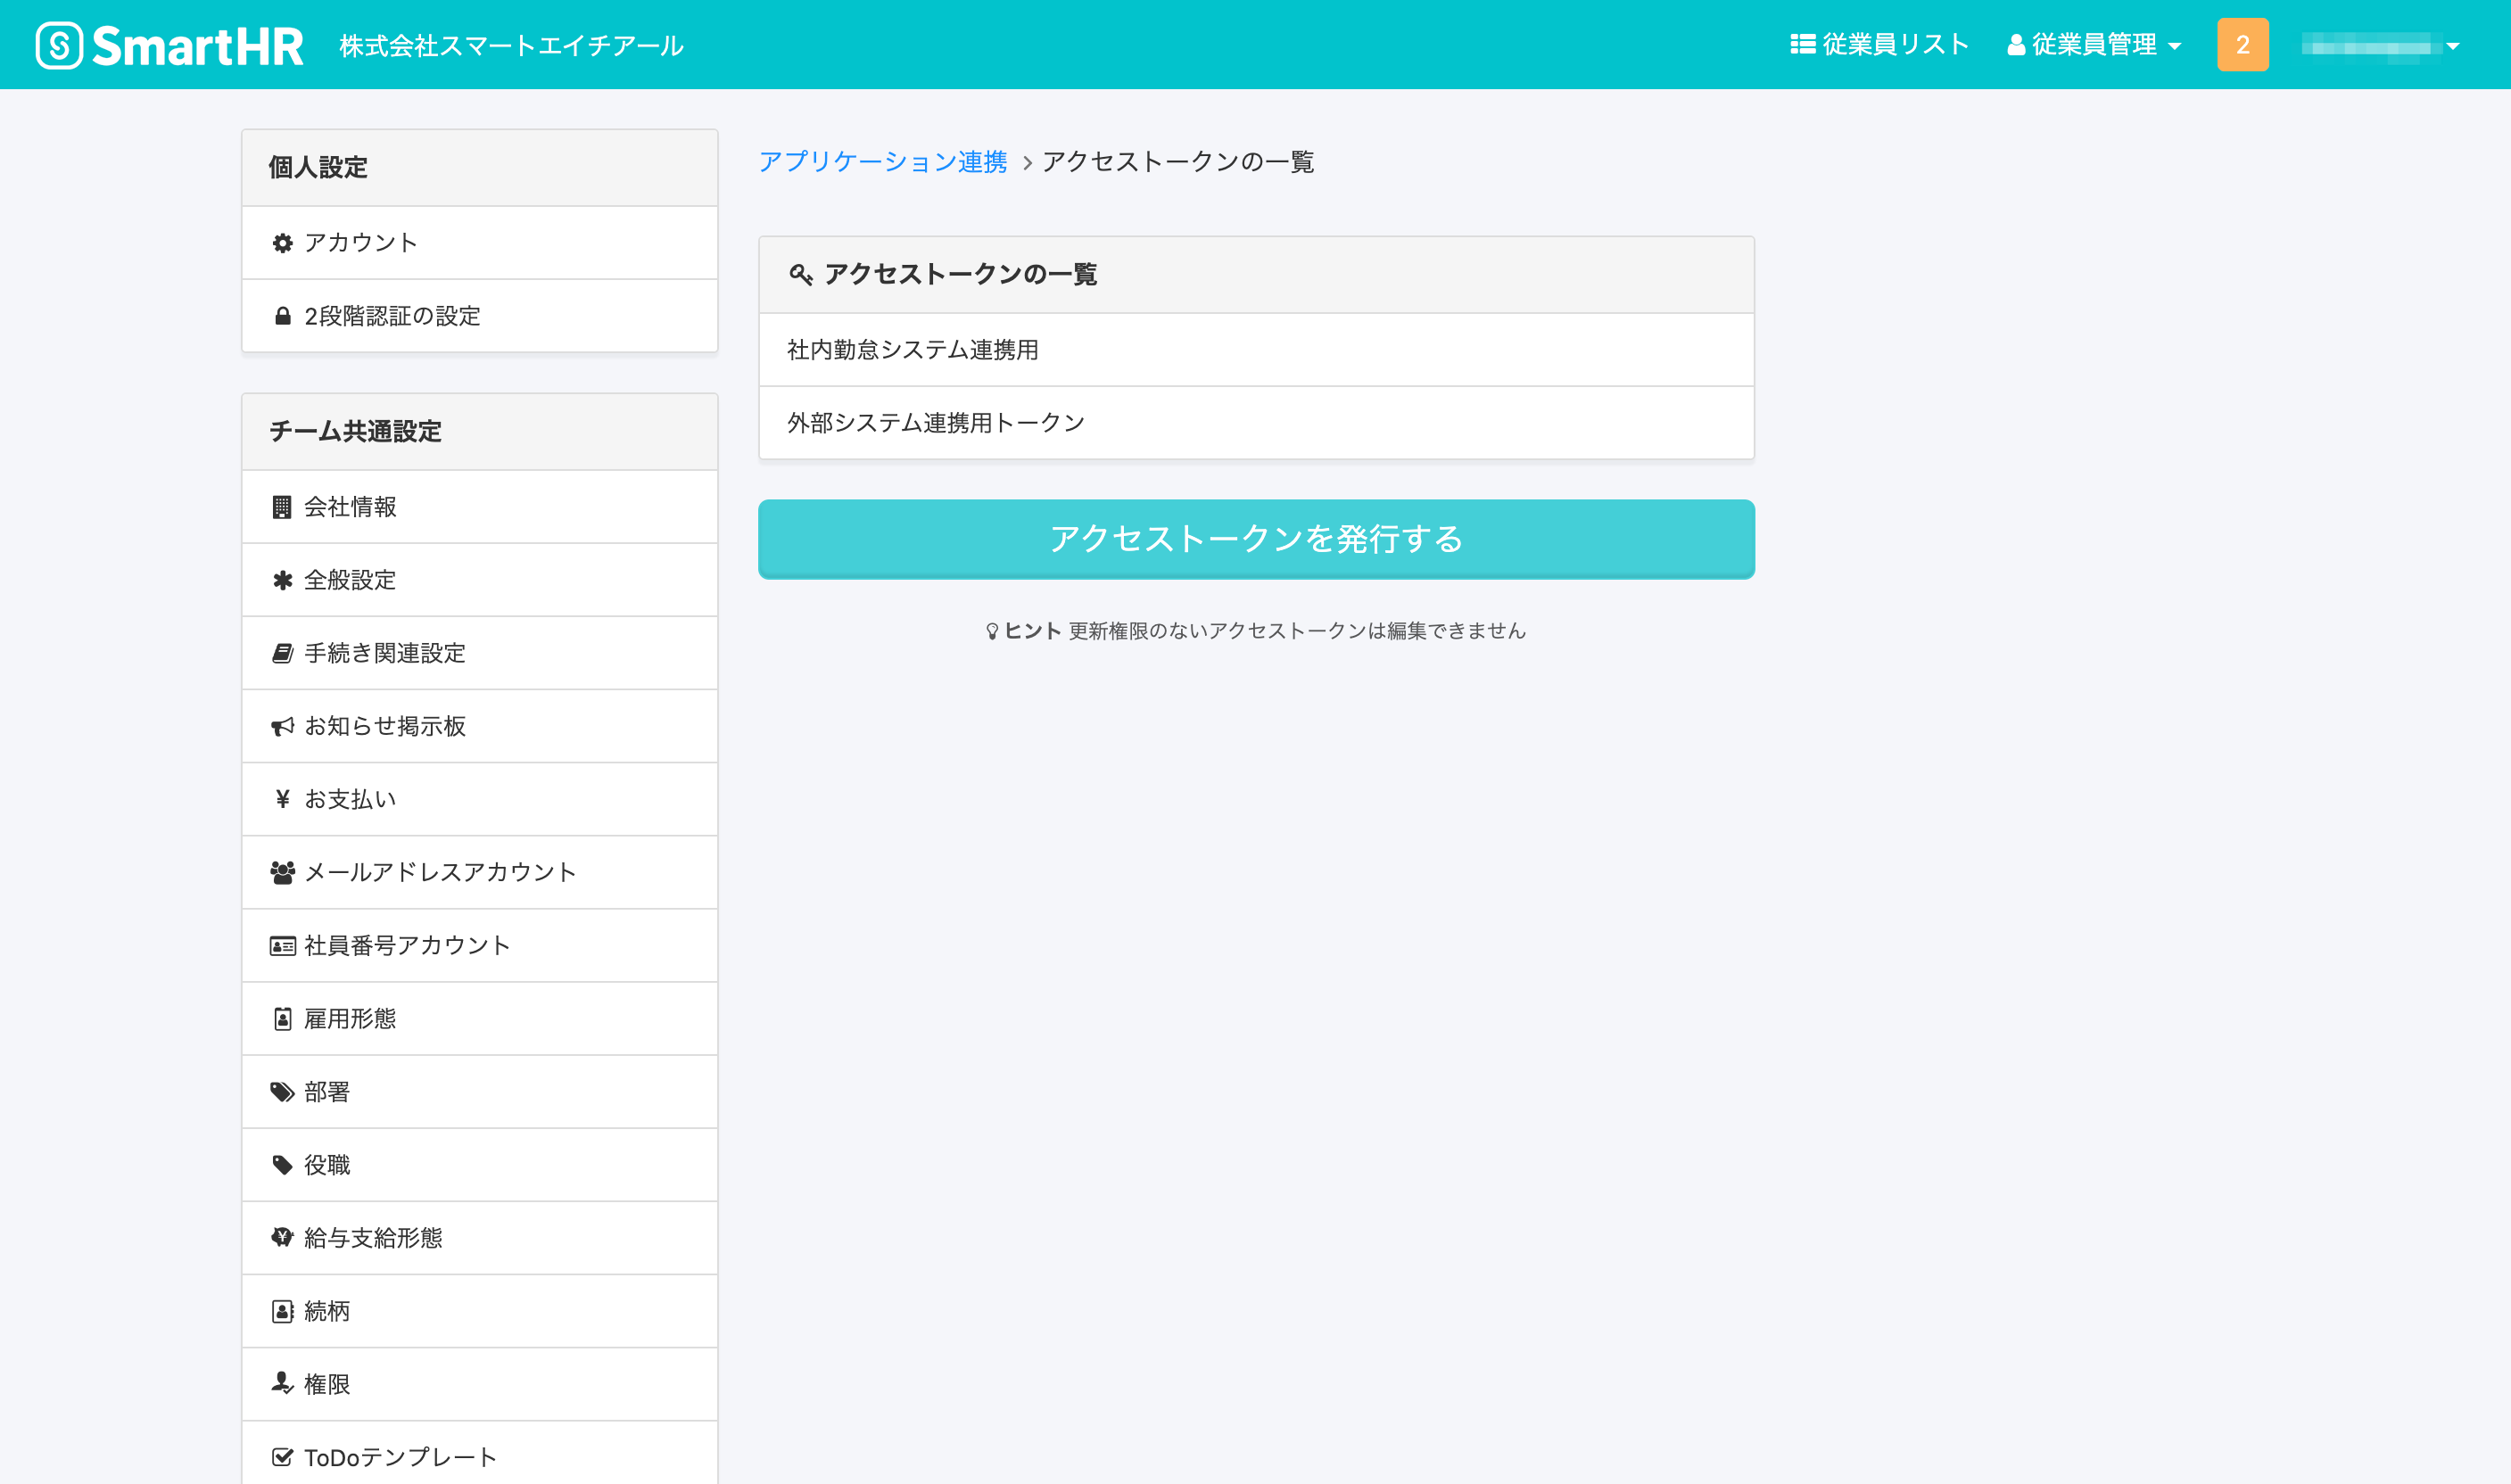 SmartHR 株式会社スマートエイチアール 従業員リスト 従業員管理 2
個人設定
アカウント
2段階認証の設定
チーム共通設定
会社情報
全般設定
手続き関連設定
お知らせ掲示板
お支払い
メールアドレスアカウント
社員番号アカウント
雇用形態
部署
役職
給与支給形態
続柄
権限
ToDoテンプレート
アプリケーション連携 > アクセストークンの一覧
アクセストークンの一覧
社内勤怠システム連携用
外部システム連携用トークン
アクセストークンを発行する
ヒント 更新権限のないアクセストークンは編集できません